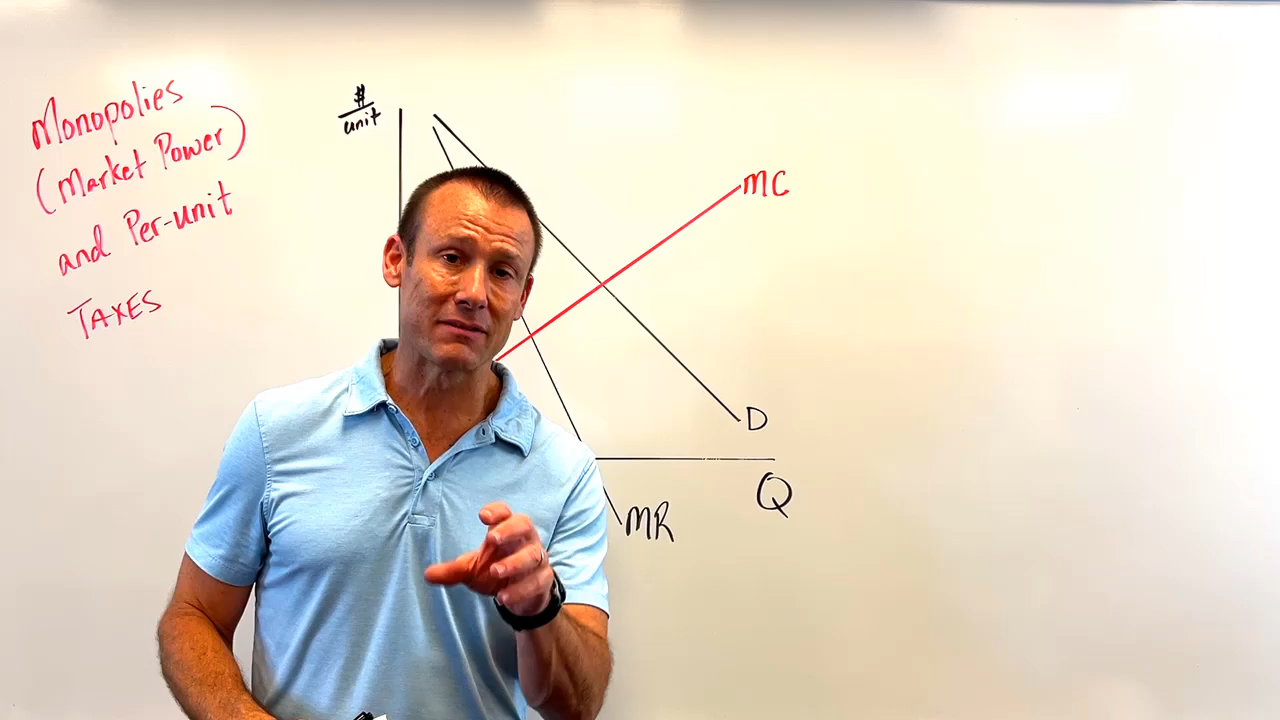 Monopolies
(Market Power)
and Per-unit
TAXES
$
unit
MC
D
Q
MR